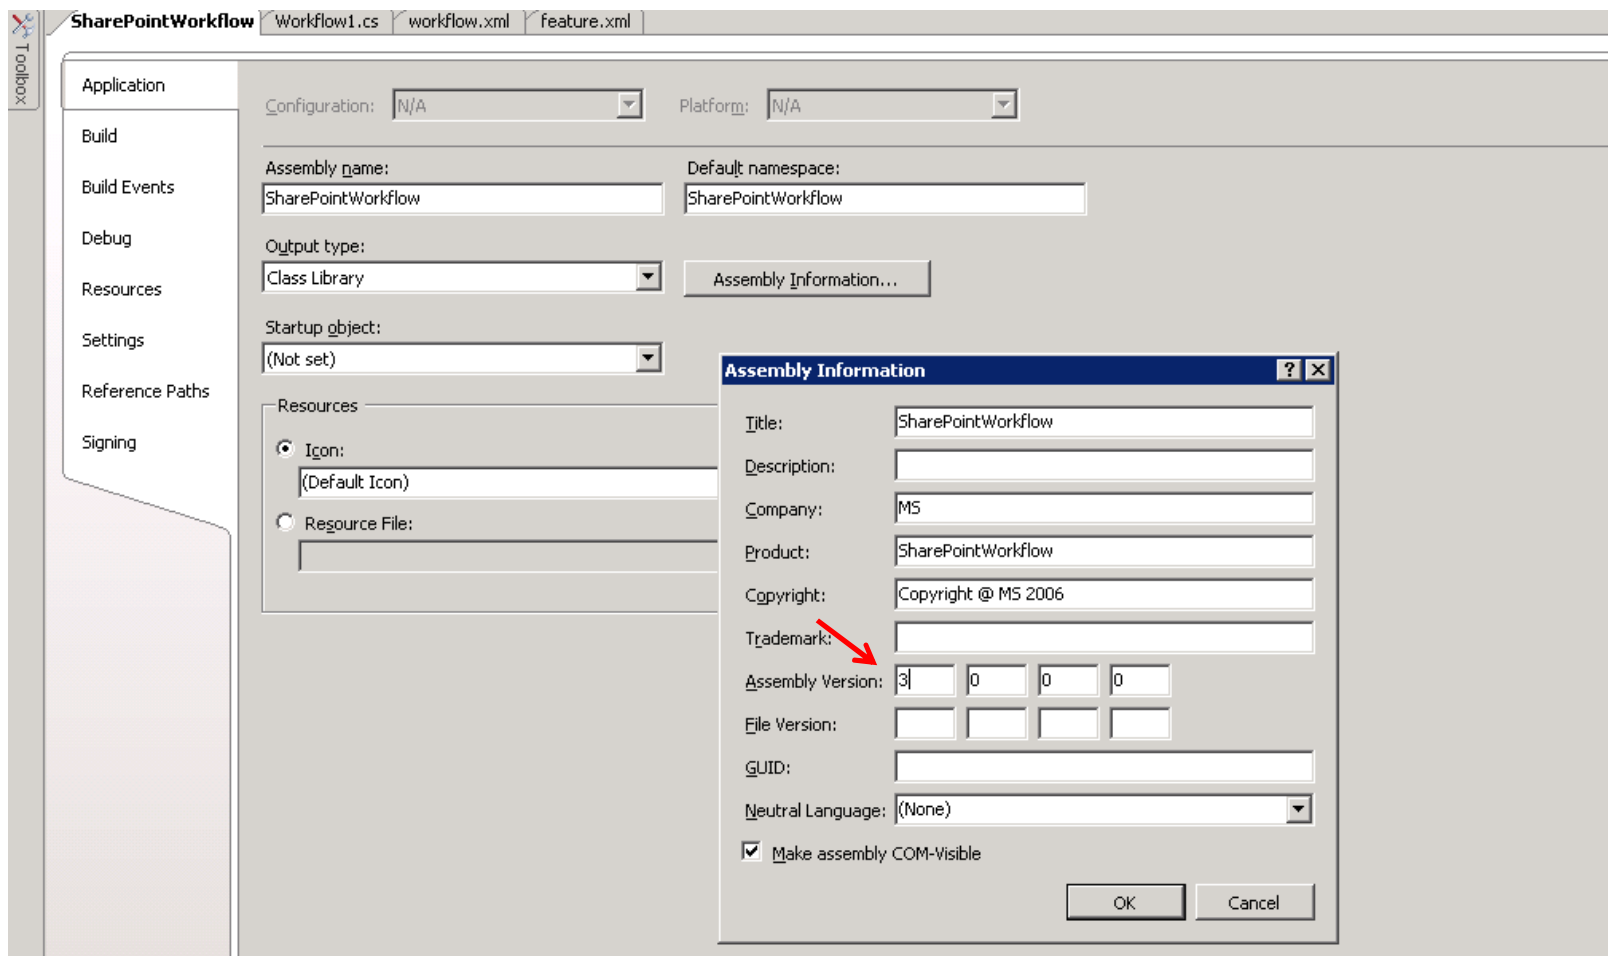 SharePointWorkflow Workflow1.cs workflow.xml feature.xml
Toolbox
Application
Build
Build Events
Debug
Resources
Settings
Reference Paths
Signing
Configuration: N/A Platform: N/A
Assembly name: Default namespace:
SharePointWorkflow SharePointWorkflow
Output type:
Class Library Assembly Information...
Startup object:
(Not set)
Resources
Icon:
(Default Icon)
Resource File:
Assembly Information ?
Title: SharePointWorkflow
Description:
Company: MS
Product: SharePointWorkflow
Copyright: Copyright @ MS 2006
Trademark:
Assembly Version: 3 0 0 0
File Version:
GUID:
Neutral Language: (None)
Make assembly COM-Visible
OK Cancel